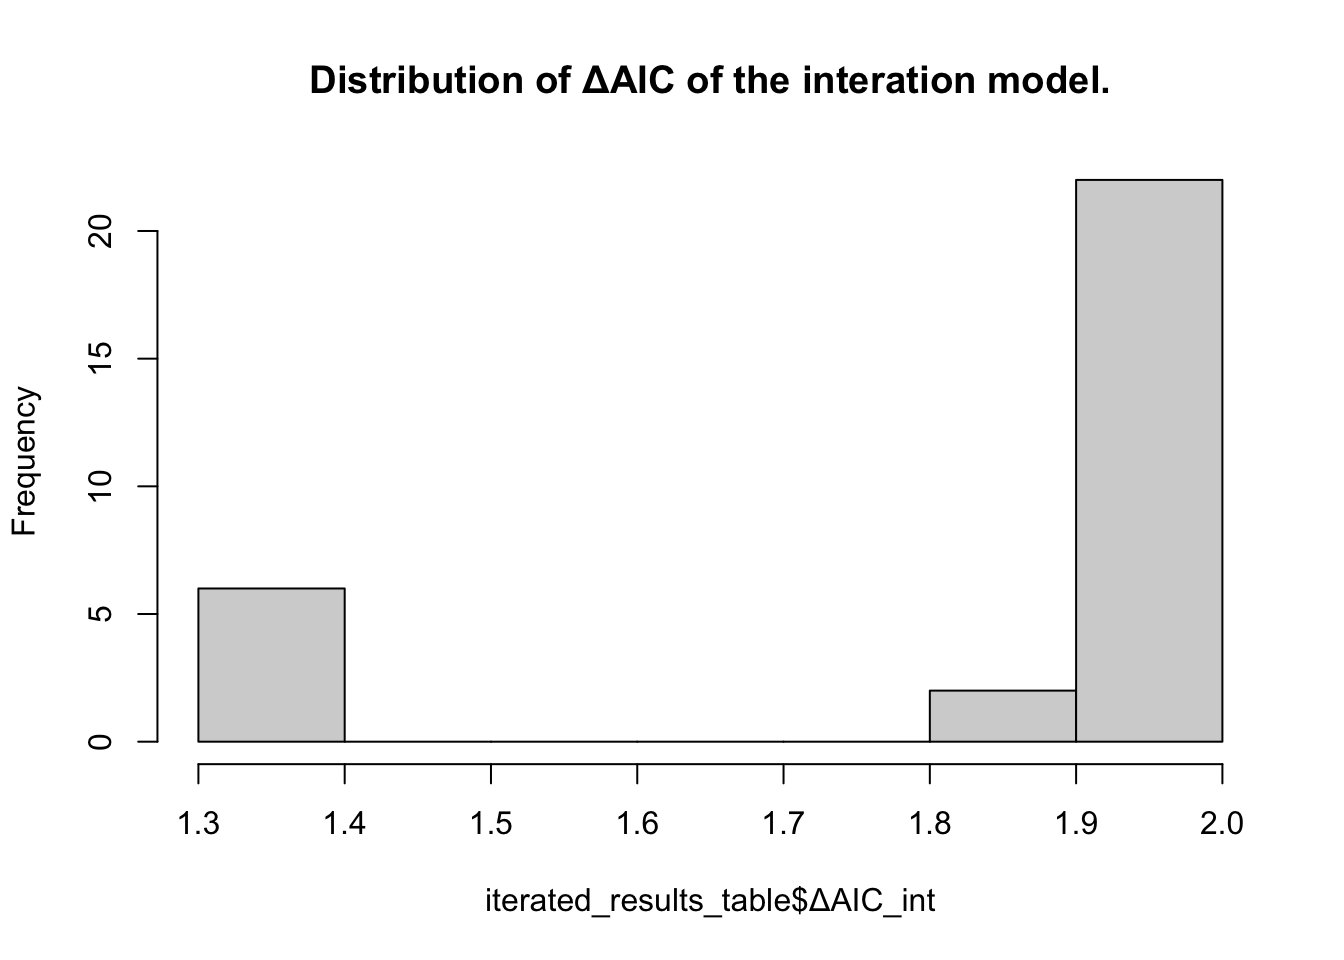 Distribution of ΔAIC of the interation model.
Frequency
20
15
10
5
0
1.3 1.4 1.5 1.6 1.7 1.8 1.9 2.0
iterated_results_table$ΔAIC_int